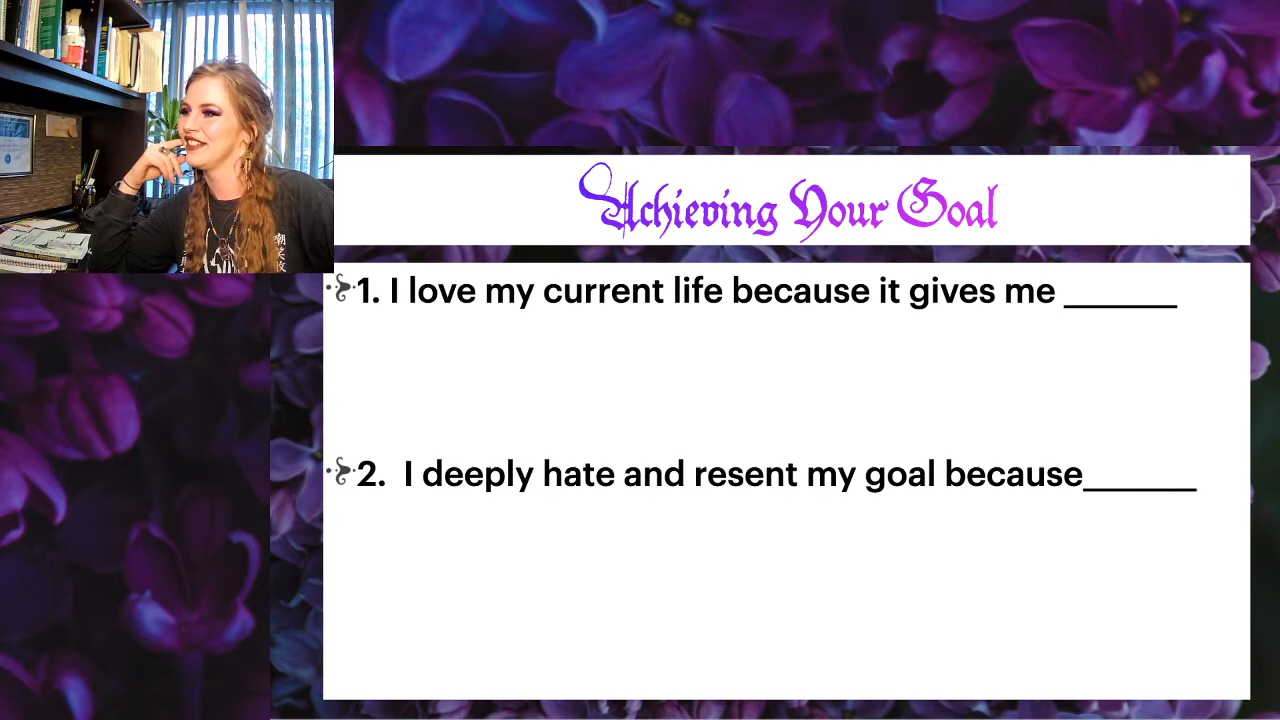 Achieving Your Goal
1. I love my current life because it gives me ______
2. I deeply hate and resent my goal because______